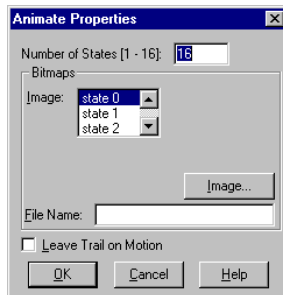 Animate Properties
Number of States [1 - 16]: 16
Bitmaps
Image: state 0
state 1
state 2
Image...
File Name:
Leave Trail on Motion
OK Cancel Help